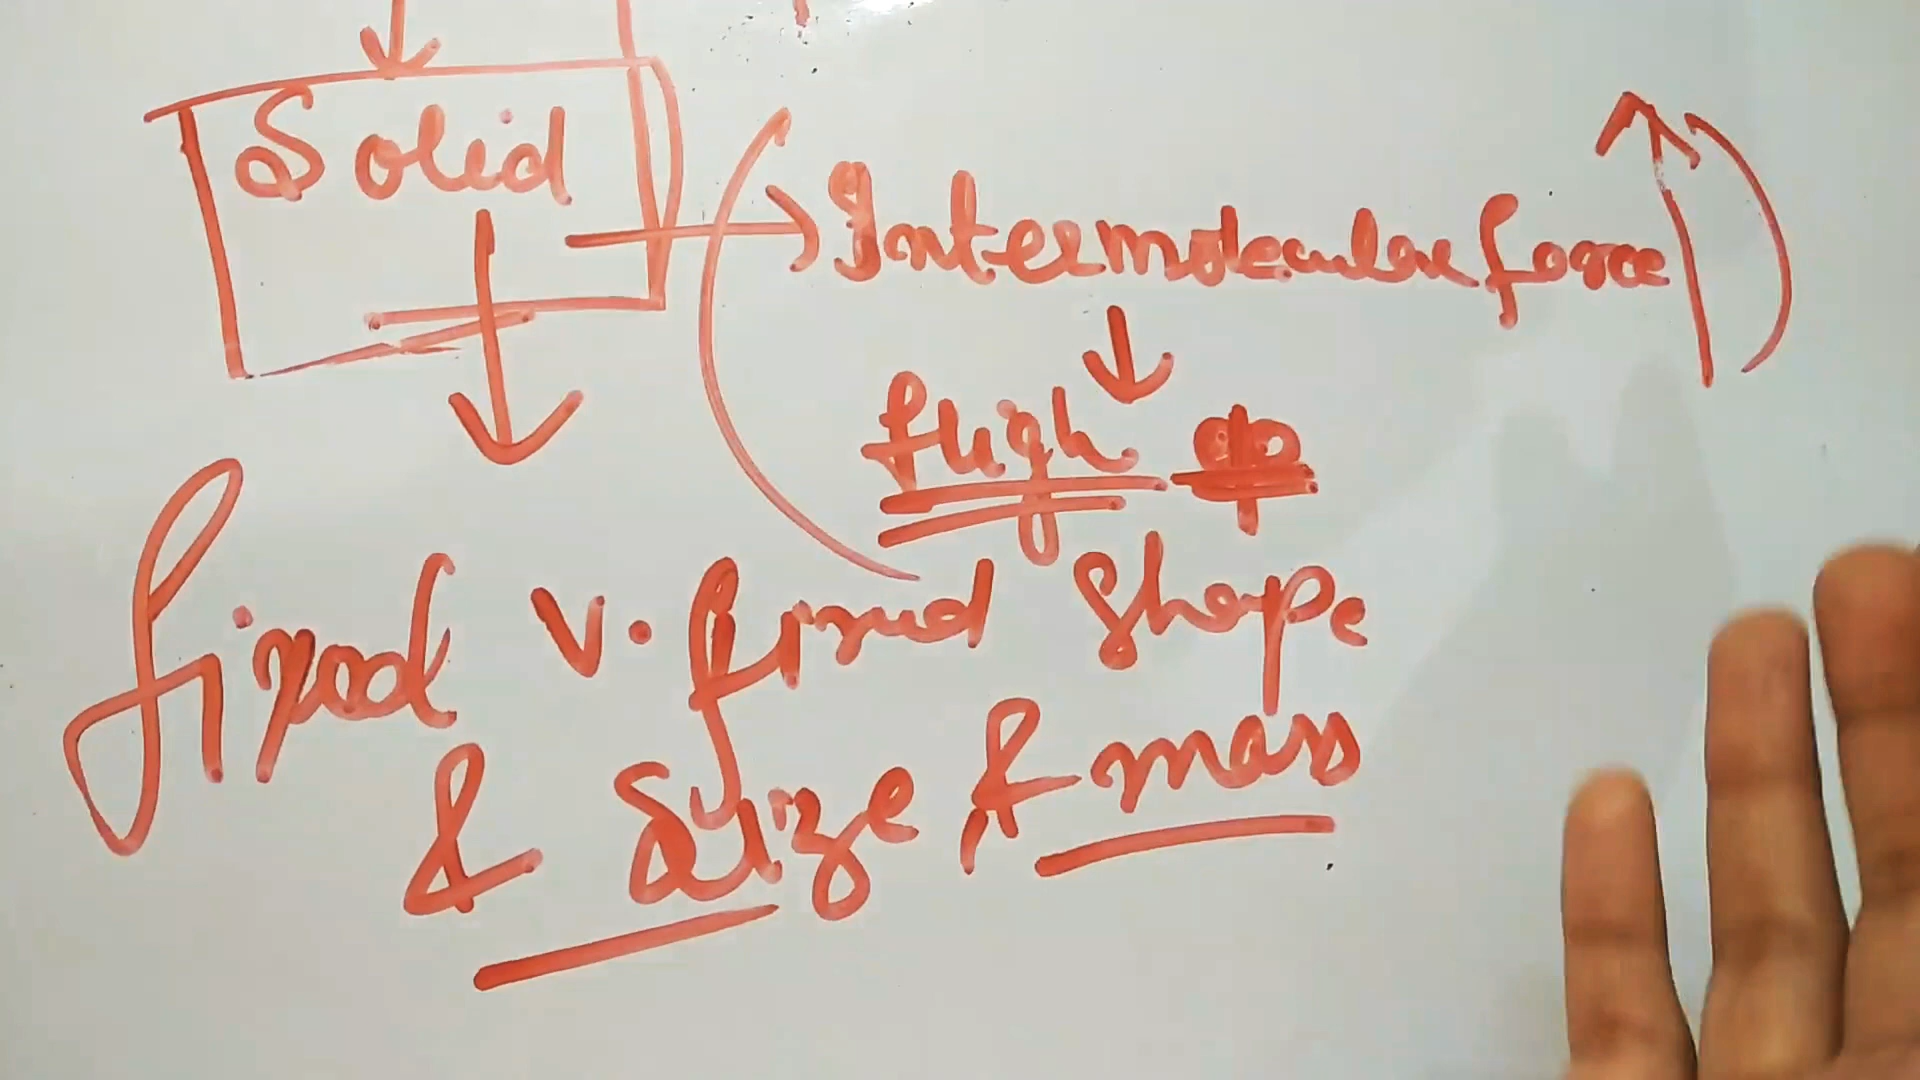 Solid
Intermolecular force
High
fixed v. fixed Shape
& Size & mass